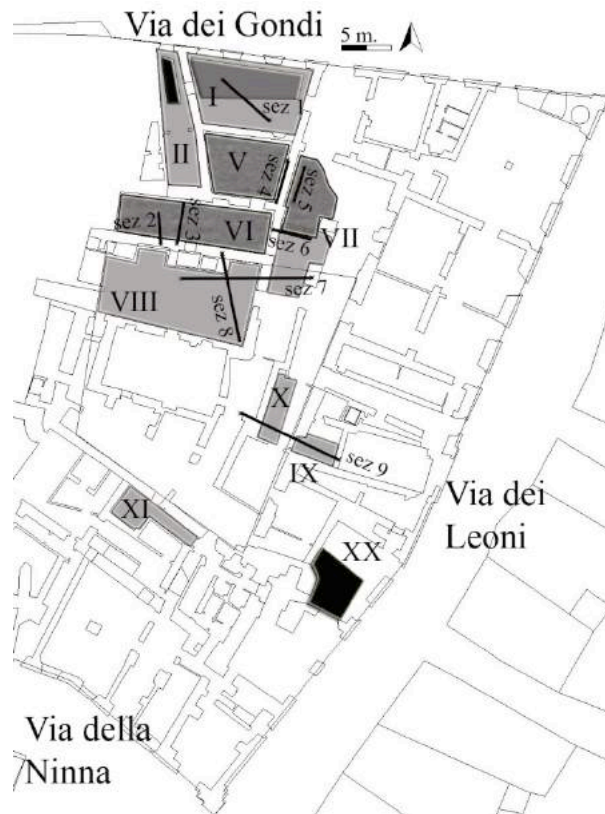 Via dei Gondi
5 m.
I
sez 1
II
V
sez 4
sez 5
sez 2
sez 3
VI
sez 6
VII
VIII
sez 7
sez 8
X
sez 9
IX
XI
Via dei
Leoni
XX
Via della
Ninna